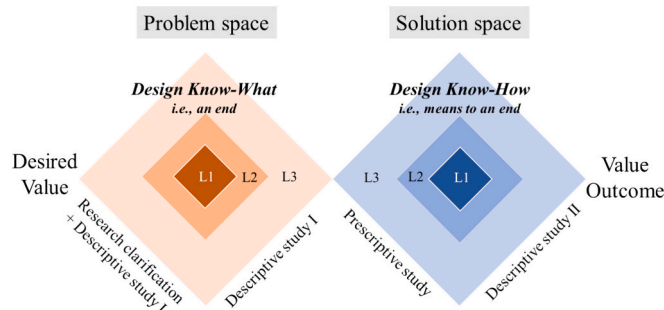 Problem space
Solution space
Design Know-What
i.e., an end
Design Know-How
i.e., means to an end
Desired
Value
L1
L2
L3
L3
L2
L1
Value
Outcome
Research clarification
+ Descriptive study I
Descriptive study I
Prescriptive study
Descriptive study II